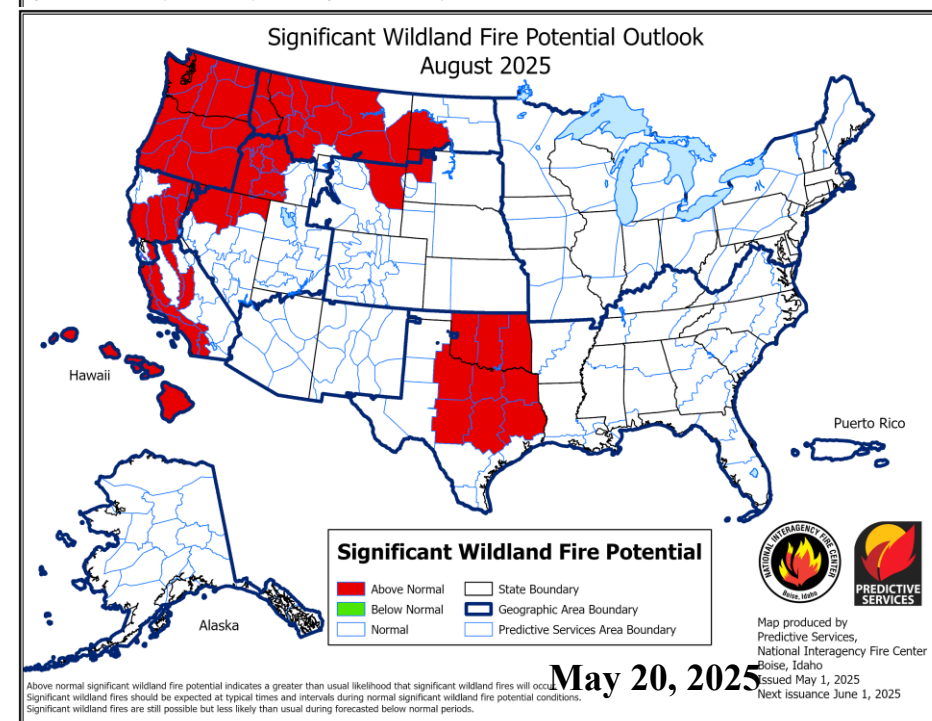 Significant Wildland Fire Potential Outlook
August 2025
Hawaii
Puerto Rico
Alaska
Significant Wildland Fire Potential
Above Normal
Below Normal
Normal
State Boundary
Geographic Area Boundary
Predictive Services Area Boundary
NATIONAL INTERAGENCY FIRE CENTER
Boise, Idaho
PREDICTIVE
SERVICES
Map produced by
Predictive Services,
National Interagency Fire Center
Boise, Idaho
Issued May 1, 2025
Next issuance June 1, 2025
May 20, 2025
Above normal significant wildland fire potential indicates a greater than usual likelihood that significant wildland fires will occur.
Significant wildland fires should be expected at typical times and intervals during normal significant wildland fire potential conditions.
Significant wildland fires are still possible but less likely than usual during forecasted below normal periods.